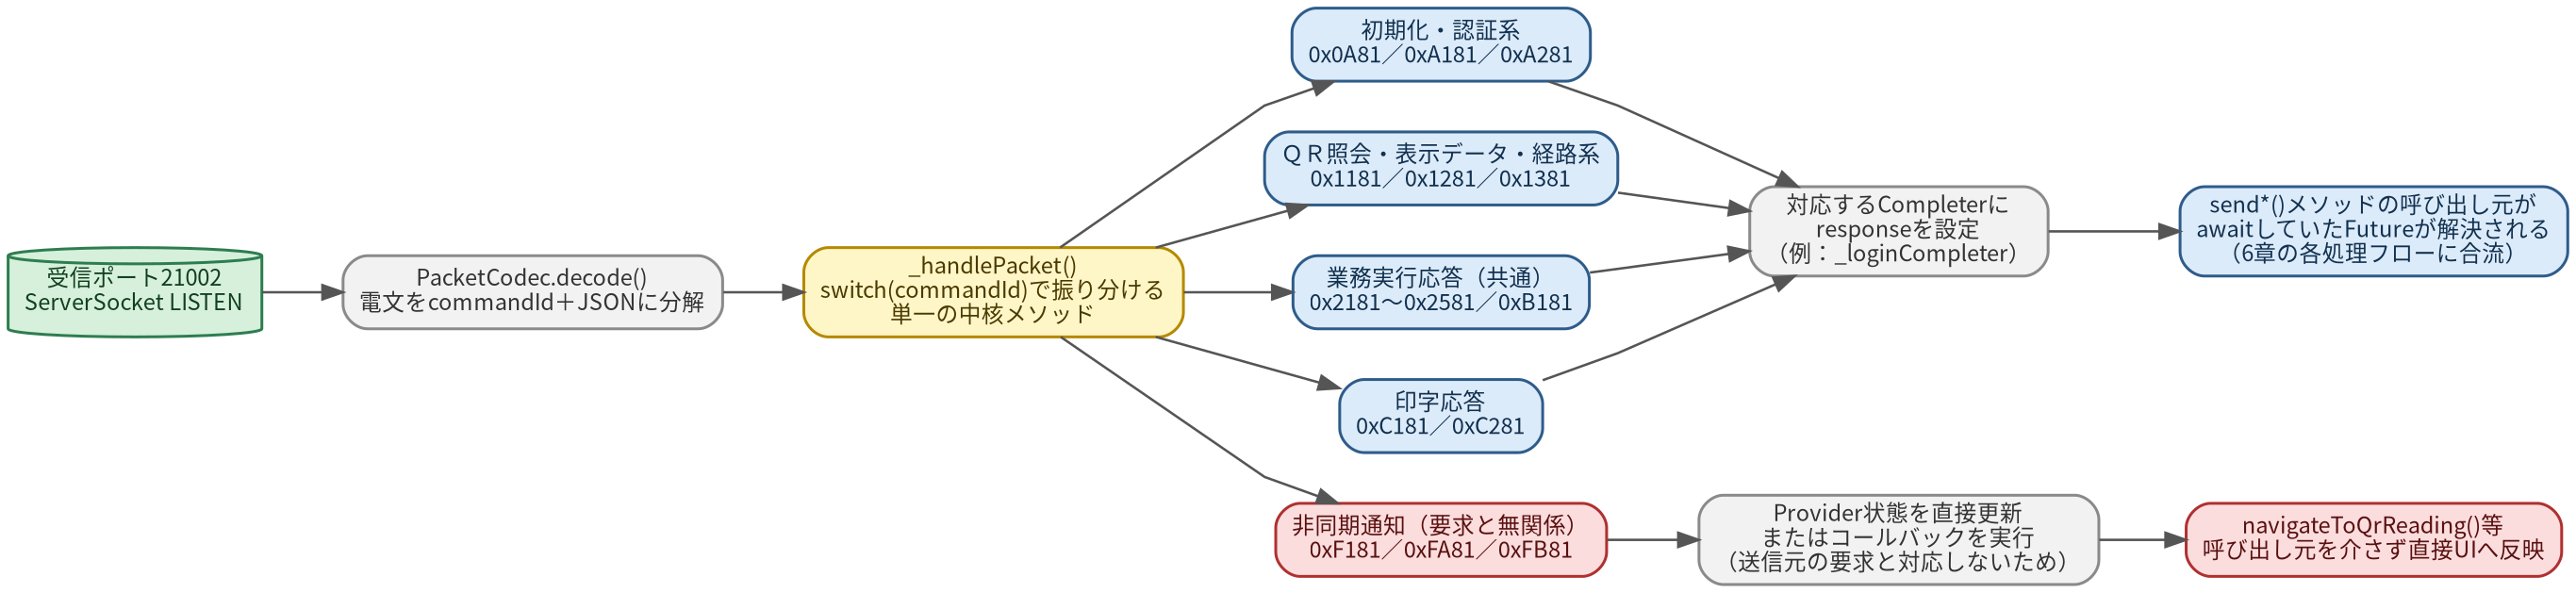 受信ポート21002
ServerSocket LISTEN
PacketCodec.decode()
電文をcommandId＋JSONに分解
_handlePacket()
switch(commandId)で振り分ける
単一の中核メソッド
初期化・認証系
0x0A81／0xA181／0xA281
ＱＲ照会・表示データ・経路系
0x1181／0x1281／0x1381
業務実行応答（共通）
0x2181～0x2581／0xB181
印字応答
0xC181／0xC281
非同期通知（要求と無関係）
0xF181／0xFA81／0xFB81
対応するCompleterに
responseを設定
（例：_loginCompleter）
Provider状態を直接更新
またはコールバックを実行
（送信元の要求と対応しないため）
send*()メソッドの呼び出し元が
awaitしていたFutureが解決される
（6章の各処理フローに合流）
navigateToQrReading()等
呼び出し元を介さず直接UIへ反映